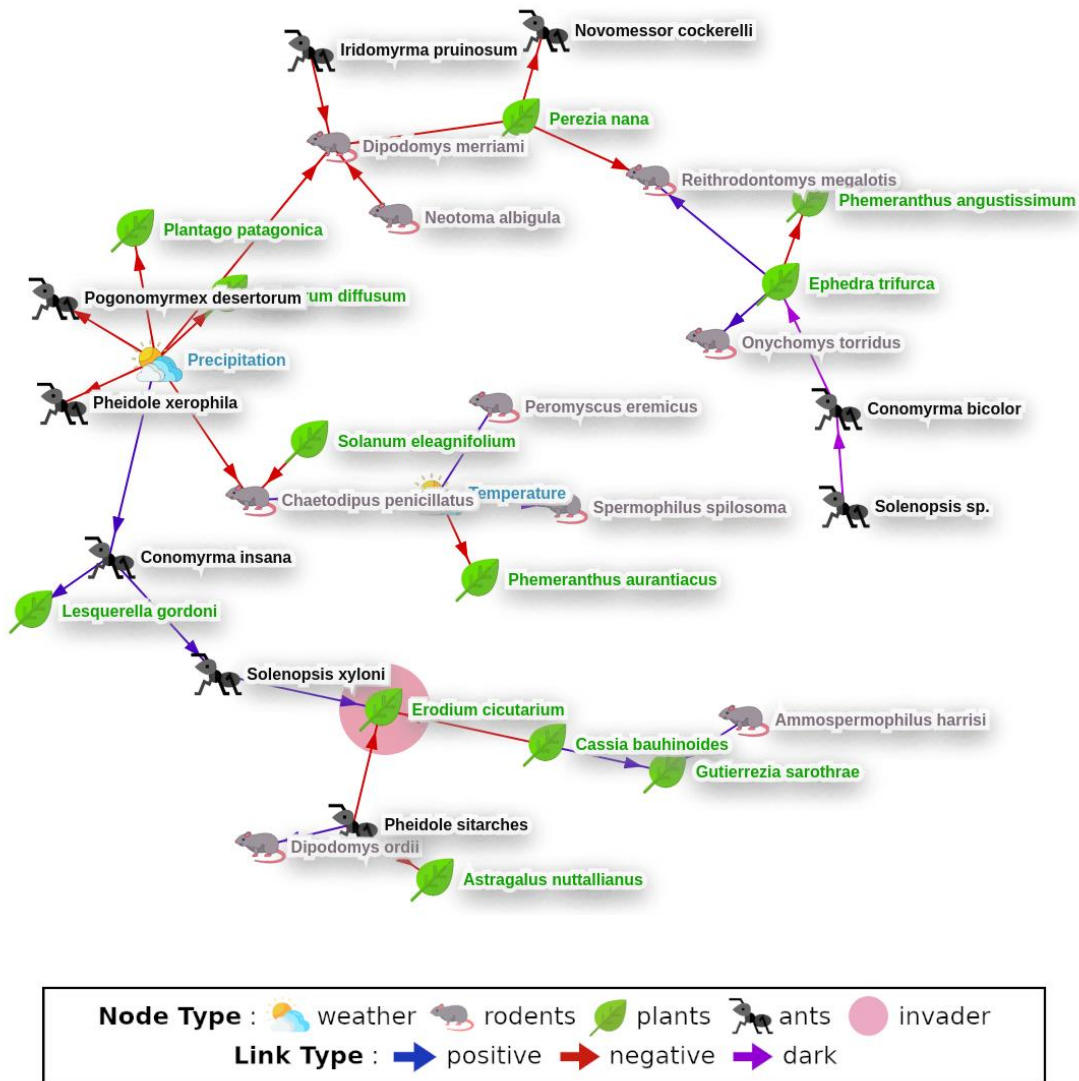 Novomessor cockerelli
Iridomyrma pruinosum
Perezia nana
Dipodomys merriami
Reithrodontomys megalotis
Phemeranthus angustissimum
Neotoma albigula
Plantago patagonica
Ephedra trifurca
Pogonomyrmex desertorum rum diffusum
Onychomys torridus
Precipitation
Pheidole xerophila
Peromyscus eremicus
Conomyrma bicolor
Solanum eleagnifolium
Chaetodipus penicillatus Temperature
Spermophilus spilosoma
Solenopsis sp.
Conomyrma insana
Phemeranthus aurantiacus
Lesquerella gordoni
Solenopsis xyloni
Erodium cicutarium
Ammospermophilus harrisi
Cassia bauhinoides
Gutierrezia sarothrae
Pheidole sitarches
Dipodomys ordii
Astragalus nuttallianus
Node Type : weather rodents plants ants invader
Link Type : positive negative dark